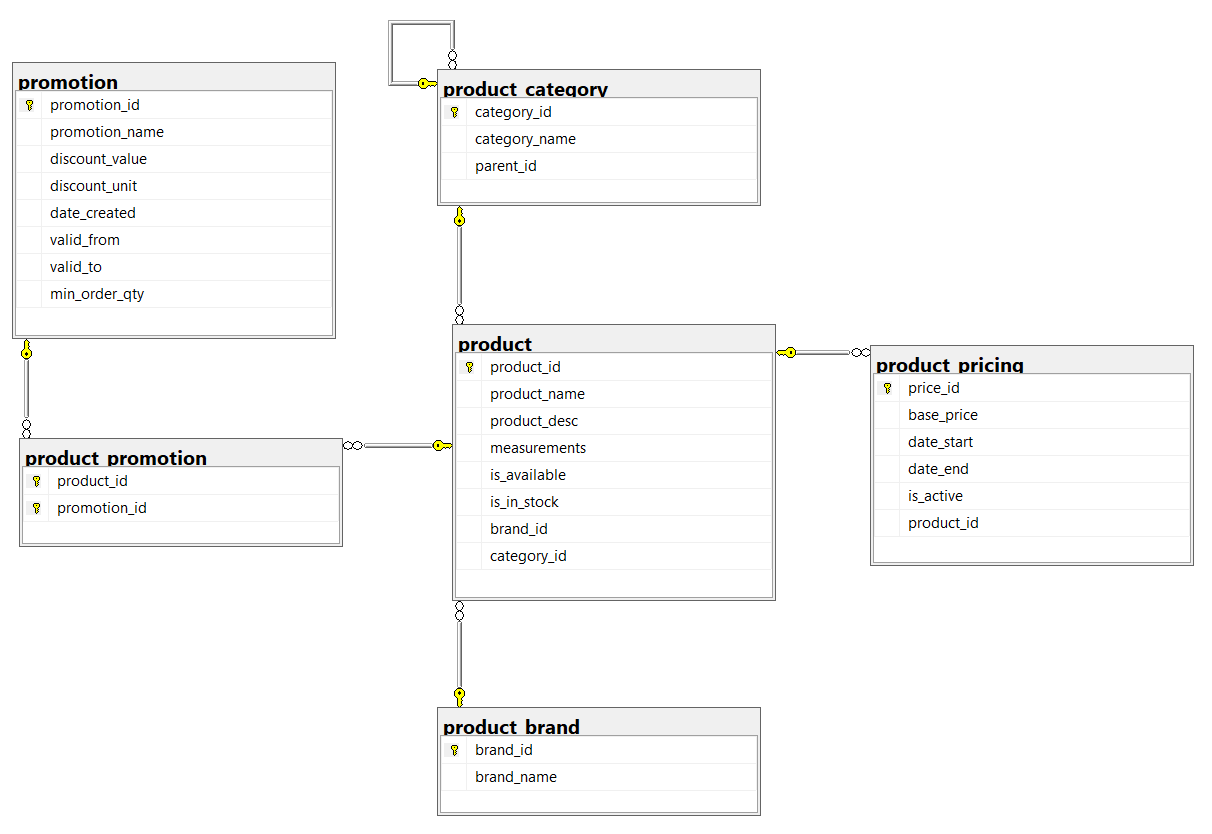 promotion
promotion_id
promotion_name
discount_value
discount_unit
date_created
valid_from
valid_to
min_order_qty
product_category
category_id
category_name
parent_id
product
product_id
product_name
product_desc
measurements
is_available
is_in_stock
brand_id
category_id
product_pricing
price_id
base_price
date_start
date_end
is_active
product_id
product_promotion
product_id
promotion_id
product_brand
brand_id
brand_name